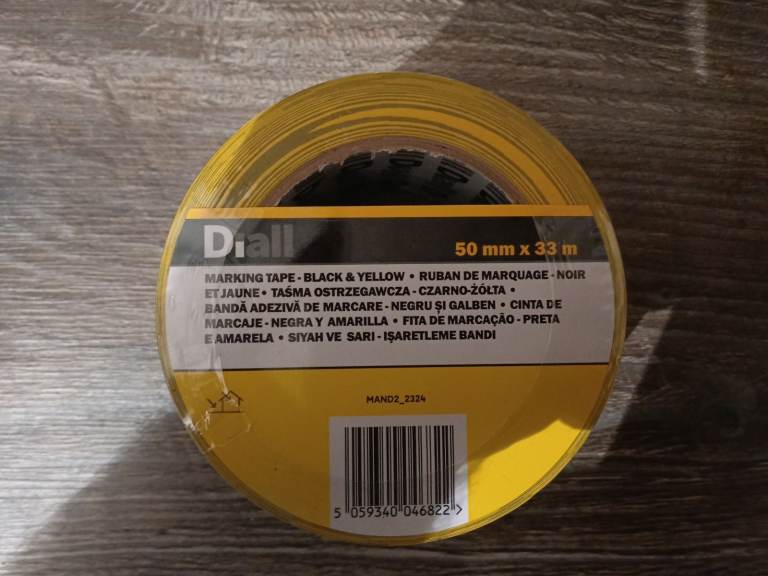 Diall
50 mm x 33 m
MARKING TAPE - BLACK & YELLOW • RUBAN DE MARQUAGE - NOIR
ET JAUNE • TAŚMA OSTRZEGAWCZA - CZARNO-ŻÓŁTA •
BANDĂ ADEZIVĂ DE MARCARE - NEGRU ȘI GALBEN • CINTA DE
MARCAJE - NEGRA Y AMARILLA • FITA DE MARCAÇÃO - PRETA
E AMARELA • SIYAH VE SARI - IŞARETLEME BANDI
MAND2_2324
5 059340 046822 >